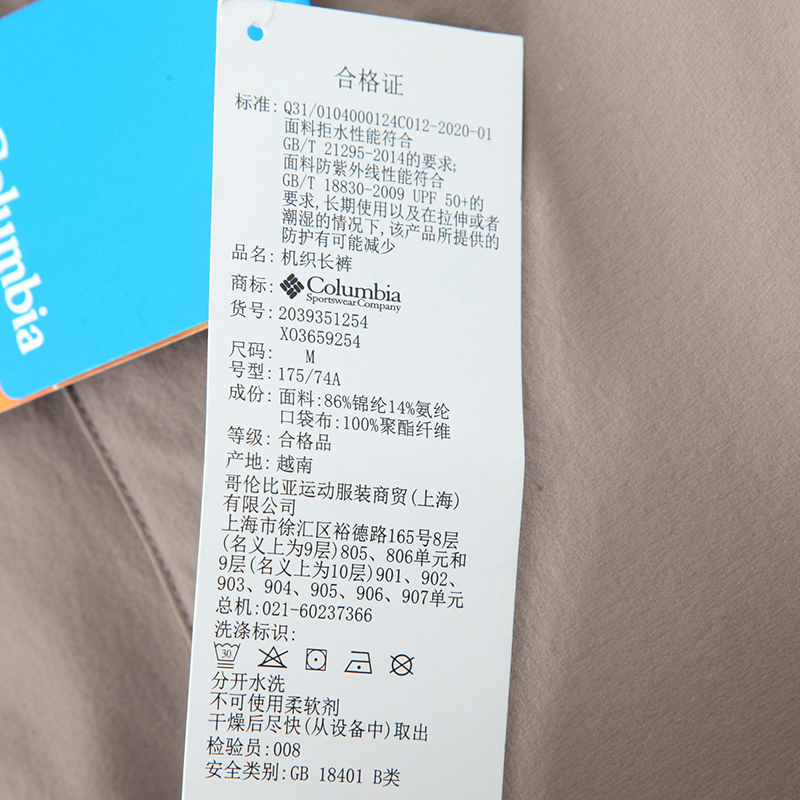 Columbia
合格证
标准: Q31/0104000124C012-2020-01
面料拒水性能符合
GB/T 21295-2014的要求;
面料防紫外线性能符合
GB/T 18830-2009 UPF 50+的
要求,长期使用以及在拉伸或者
潮湿的情况下,该产品所提供的
防护有可能减少
品名: 机织长裤
商标: Columbia
Sportswear Company
货号: 2039351254
XO3659254
尺码: M
号型: 175/74A
成份: 面料:86%锦纶14%氨纶
口袋布:100%聚酯纤维
等级: 合格品
产地: 越南
哥伦比亚运动服装商贸(上海)
有限公司
上海市徐汇区裕德路165号8层
(名义上为9层)805、806单元和
9层(名义上为10层)901、902、
903、904、905、906、907单元
总机:021-60237366
洗涤标识:
30
分开水洗
不可使用柔软剂
干燥后尽快(从设备中)取出
检验员:008
安全类别:GB 18401 B类